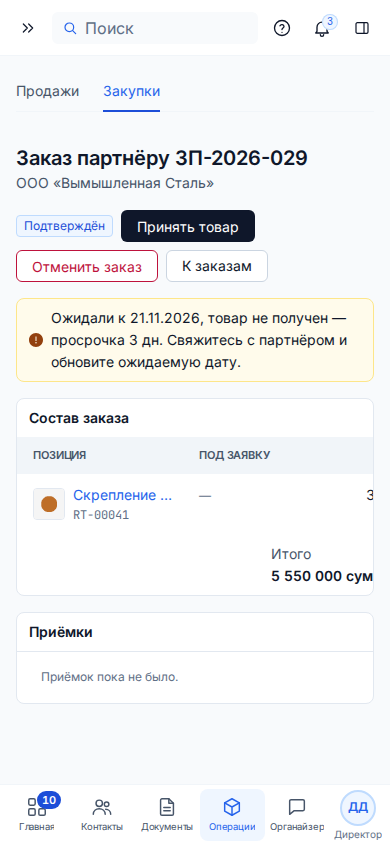 Поиск
3
Продажи Закупки
Заказ партнёру ЗП-2026-029
ООО «Вымышленная Сталь»
Подтверждён Принять товар
Отменить заказ К заказам
Ожидали к 21.11.2026, товар не получен —
просрочка 3 дн. Свяжитесь с партнёром и
обновите ожидаемую дату.
Состав заказа
ПОЗИЦИЯ ПОД ЗАЯВКУ
Скрепление ... —
RT-00041
Итого
5 550 000 сум
Приёмки
Приёмок пока не было.
10
Главная Контакты Документы Операции Органайзер
ДД
Директор